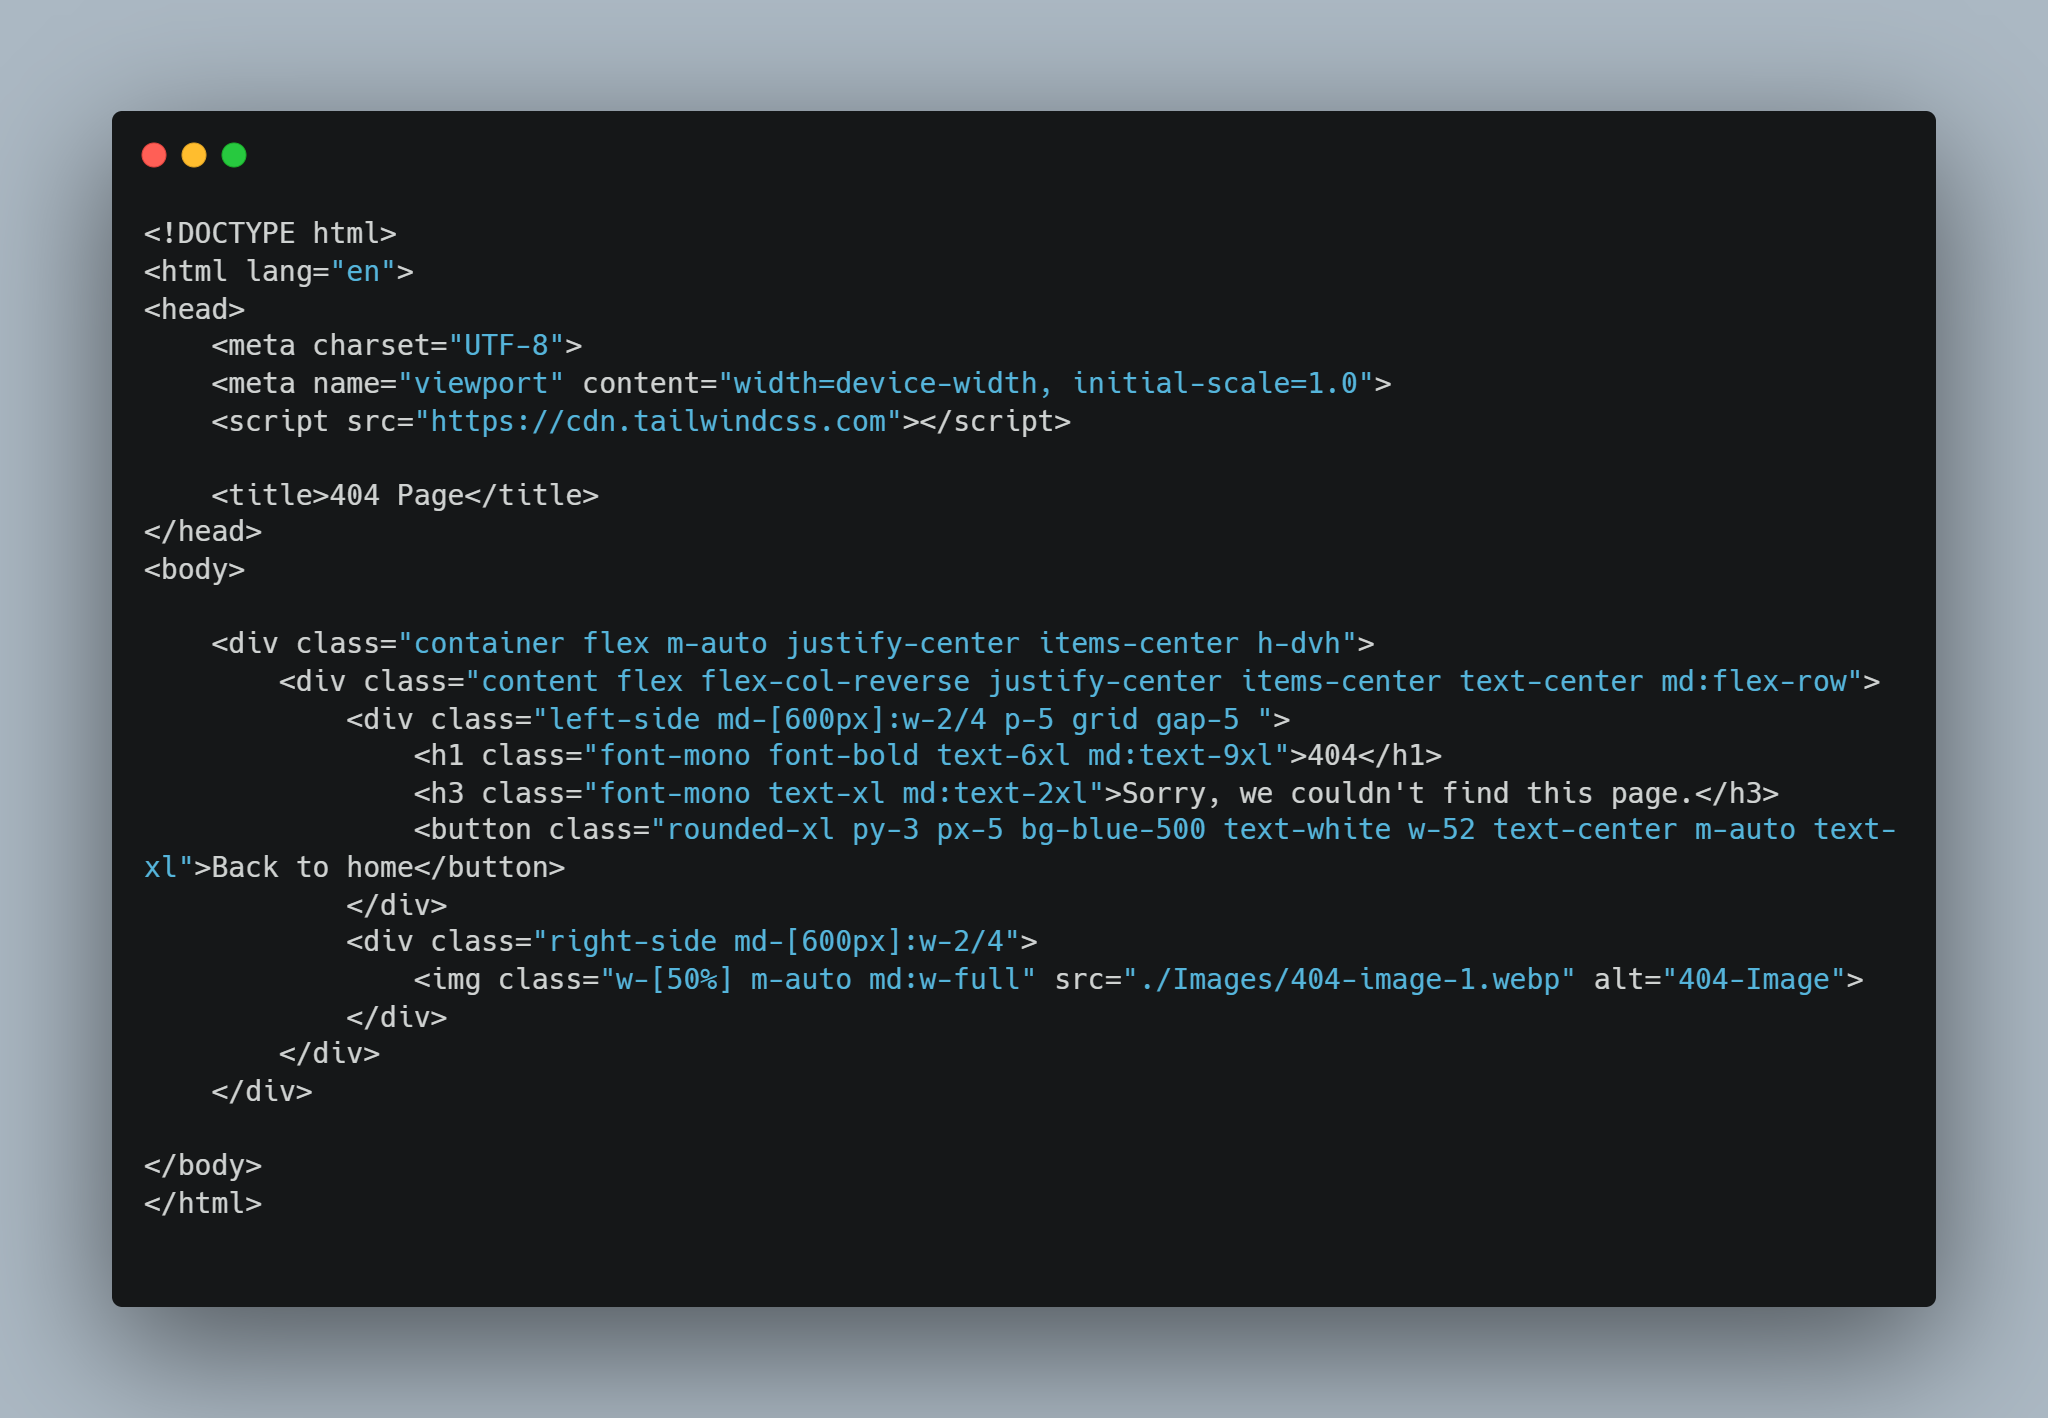 <!DOCTYPE html>
<html lang="en">
<head>
    <meta charset="UTF-8">
    <meta name="viewport" content="width=device-width, initial-scale=1.0">
    <script src="https://cdn.tailwindcss.com"></script>

    <title>404 Page</title>
</head>
<body>

    <div class="container flex m-auto justify-center items-center h-dvh">
        <div class="content flex flex-col-reverse justify-center items-center text-center md:flex-row">
            <div class="left-side md-[600px]:w-2/4 p-5 grid gap-5 ">
                <h1 class="font-mono font-bold text-6xl md:text-9xl">404</h1>
                <h3 class="font-mono text-xl md:text-2xl">Sorry, we couldn't find this page.</h3>
                <button class="rounded-xl py-3 px-5 bg-blue-500 text-white w-52 text-center m-auto text-
xl">Back to home</button>
            </div>
            <div class="right-side md-[600px]:w-2/4">
                <img class="w-[50%] m-auto md:w-full" src="./Images/404-image-1.webp" alt="404-Image">
            </div>
        </div>
    </div>

</body>
</html>